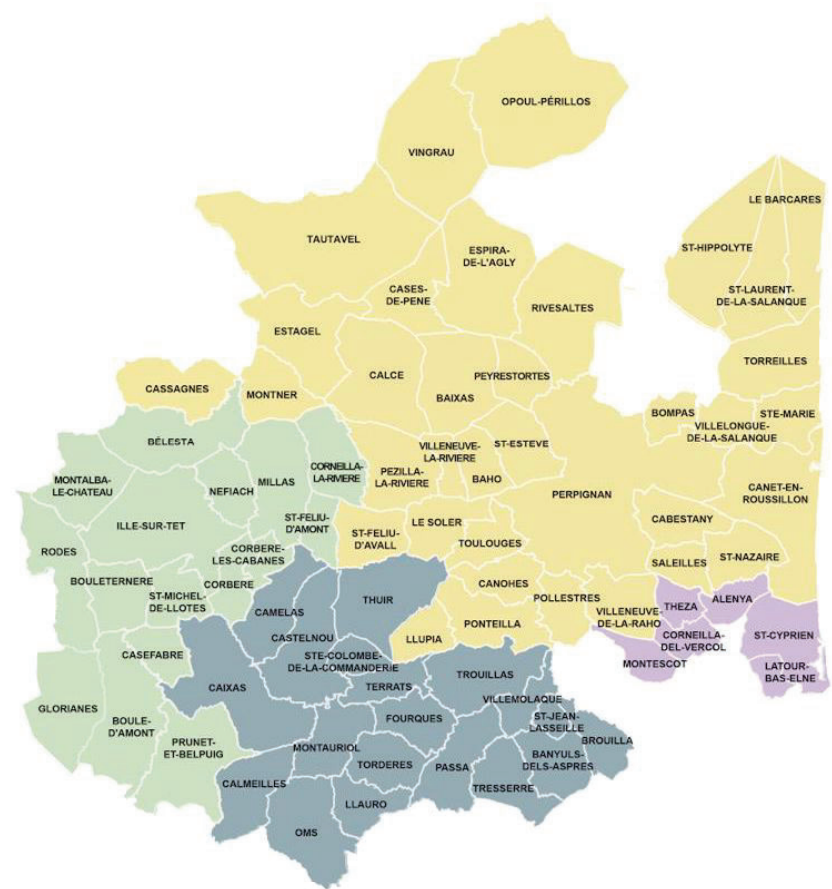 OPOUL-PÉRILLOS
VINGRAU
LE BARCARES
TAUTAVEL
ST-HIPPOLYTE
ESPIRA-
DE-L'AGLY
CASES-
DE-PENE
ST-LAURENT-
DE-LA-SALANQUE
RIVESALTES
ESTAGEL
TORREILLES
CALCE
PEYRESTORTES
CASSAGNES
MONTNER
BAIXAS
BOMPAS
STE-MARIE
VILLELONGUE-
DE-LA-SALANQUE
BÉLESTA
VILLENEUVE-
LA-RIVIERE
ST-ESTEVE
CORNEILLA-
LA-RIVIERE
PEZILLA-
LA-RIVIERE
MONTALBA-
LE-CHATEAU
NEFIACH
MILLAS
BAHO
PERPIGNAN
CANET-EN-
ROUSSILLON
ILLE-SUR-TET
ST-FELIU-
D'AMONT
ST-FELIU-
D'AVALL
LE SOLER
CABESTANY
TOULOUGES
RODES
CORBERE-
LES-CABANES
ST-NAZAIRE
SALEILLES
BOULETERNERE
CORBERE
ST-MICHEL-
DE-LLOTES
CANOHES
POLLESTRES
THUIR
ALENYA
THEZA
CAMELAS
VILLENEUVE-
DE-LA-RAHO
CASTELNOU
LLUPIA
PONTEILLA
CORNEILLA-
DEL-VERCOL
ST-CYPRIEN
CASEFABRE
STE-COLOMBE-
DE-LA-COMMANDERIE
MONTESCOT
LATOUR-
BAS-ELNE
TROUILLAS
CAIXAS
TERRATS
VILLEMOLAQUE
GLORIANES
BOULE-
D'AMONT
FOURQUES
ST-JEAN-
LASSEILLE
PRUNET-
ET-BELPUIG
MONTAURIOL
BROUILLA
BANYULS-
DELS-ASPRES
TORDERES
PASSA
CALMEILLES
TRESSERRE
LLAURO
OMS